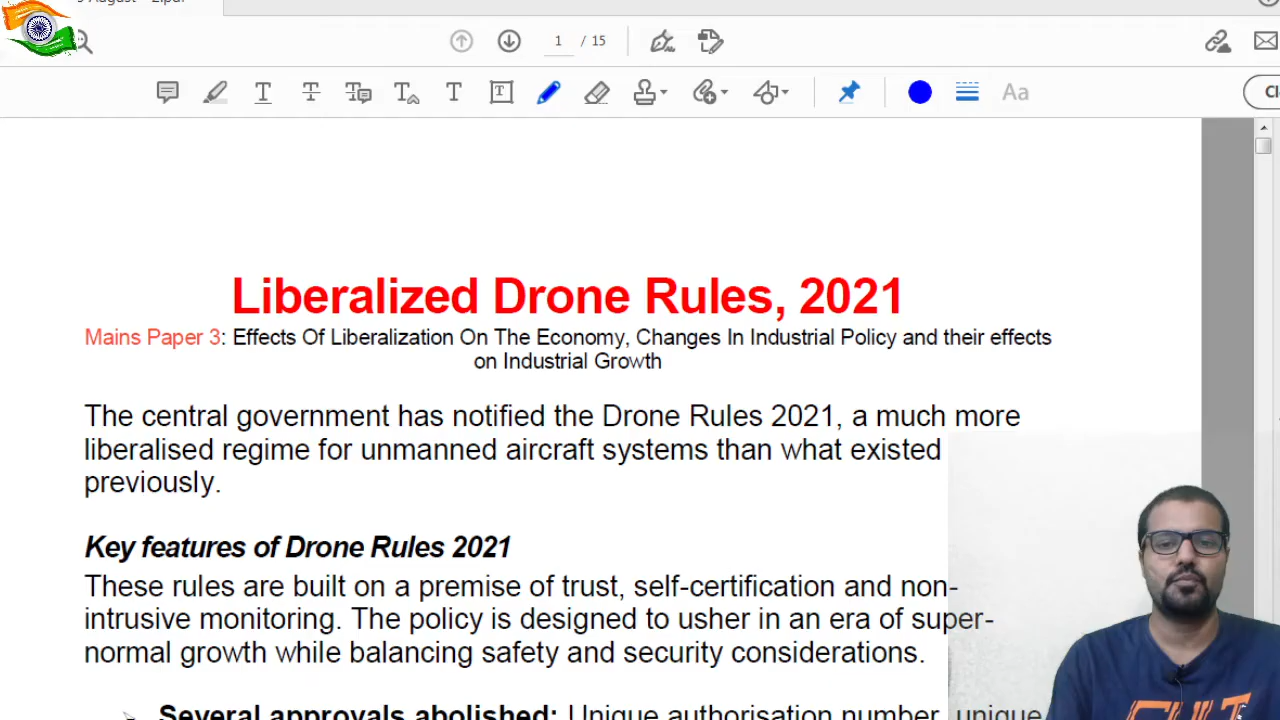 1 / 15
Aa
Liberalized Drone Rules, 2021
Mains Paper 3: Effects Of Liberalization On The Economy, Changes In Industrial Policy and their effects
on Industrial Growth
The central government has notified the Drone Rules 2021, a much more
liberalised regime for unmanned aircraft systems than what existed
previously.
Key features of Drone Rules 2021
These rules are built on a premise of trust, self-certification and non-
intrusive monitoring. The policy is designed to usher in an era of super-
normal growth while balancing safety and security considerations.
Several approvals abolished: Unique authorisation number, unique